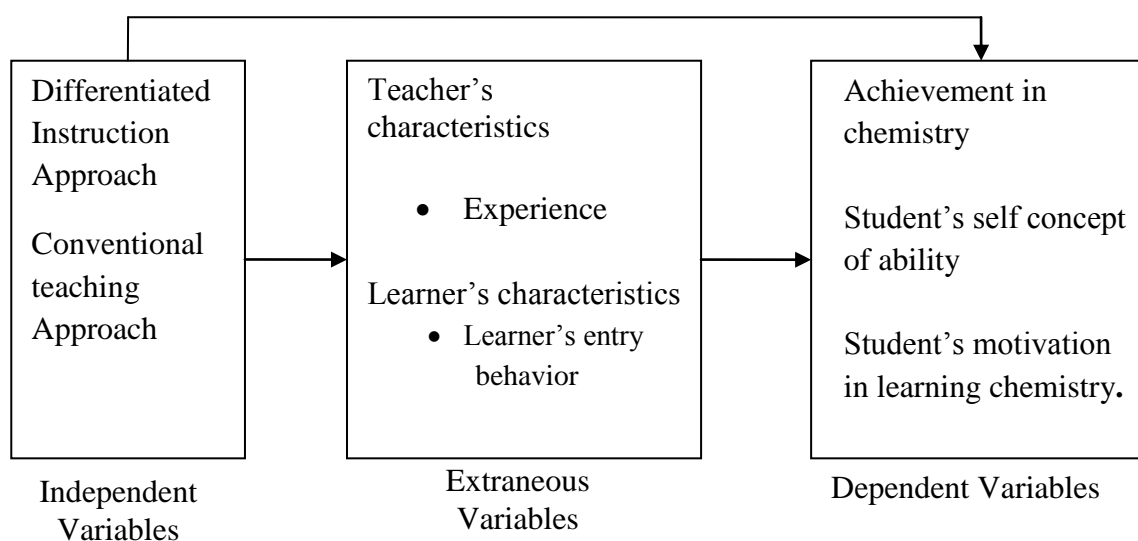 Differentiated
Instruction
Approach
Conventional
teaching
Approach
Independent
Variables
Teacher’s
characteristics
• Experience
Learner’s characteristics
• Learner’s entry
behavior
Extraneous
Variables
Achievement in
chemistry
Student’s self concept
of ability
Student’s motivation
in learning chemistry.
Dependent Variables